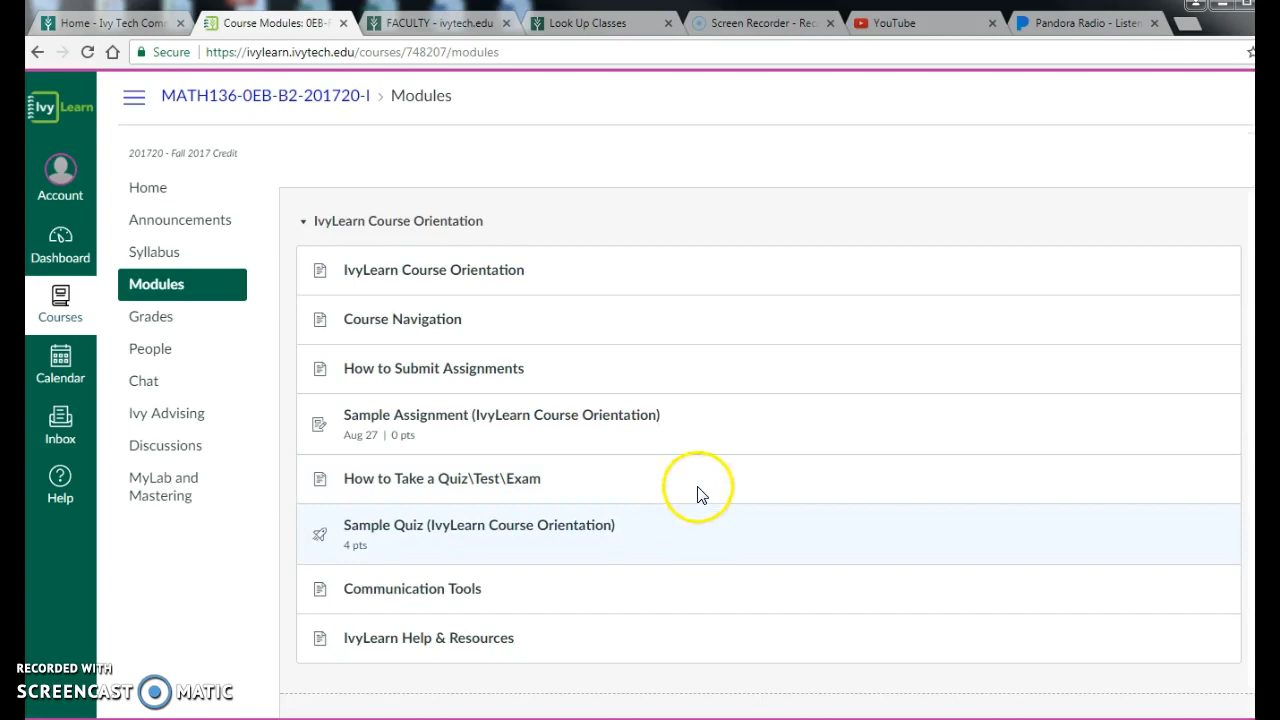 Home - Ivy Tech Com
Course Modules: 0EB-
FACULTY - ivytech.edu
Look Up Classes
Screen Recorder - Rec
YouTube
Pandora Radio - Listen
Secure
https://ivylearn.ivytech.edu/courses/748207/modules
Ivy Learn
Account
Dashboard
Courses
Calendar
Inbox
Help
MATH136-0EB-B2-201720-I > Modules
201720 - Fall 2017 Credit
Home
Announcements
Syllabus
Modules
Grades
People
Chat
Ivy Advising
Discussions
MyLab and
Mastering
IvyLearn Course Orientation
IvyLearn Course Orientation
Course Navigation
How to Submit Assignments
Sample Assignment (IvyLearn Course Orientation)
Aug 27 | 0 pts
How to Take a Quiz\Test\Exam
Sample Quiz (IvyLearn Course Orientation)
4 pts
Communication Tools
IvyLearn Help & Resources
RECORDED WITH
SCREENCAST MATIC